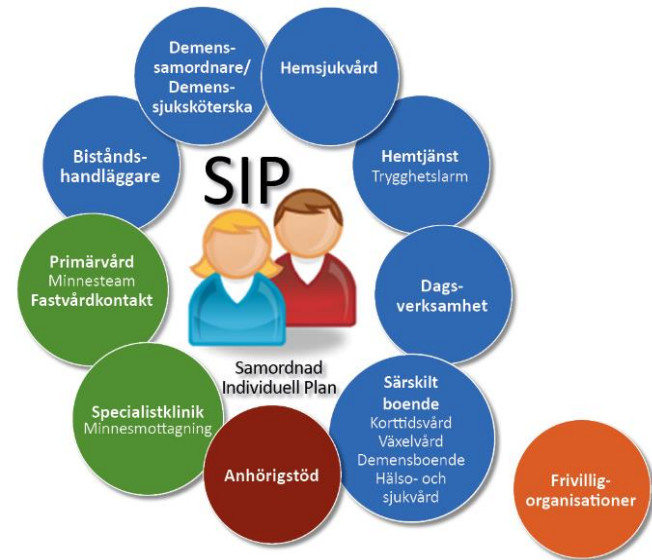 Demens-
samordnare/
Demens-
sjuksköterska
Hemsjukvård
Bistånds-
handläggare
SIP
Hemtjänst
Trygghetslarm
Primärvård
Minnesteam
Fastvårdkontakt
Dags-
verksamhet
Samordnad
Individuell Plan
Specialistklinik
Minnesmottagning
Särskilt
boende
Korttidsvård
Växelvård
Demensboende
Hälso- och
sjukvård
Anhörigstöd
Frivillig-
organisationer